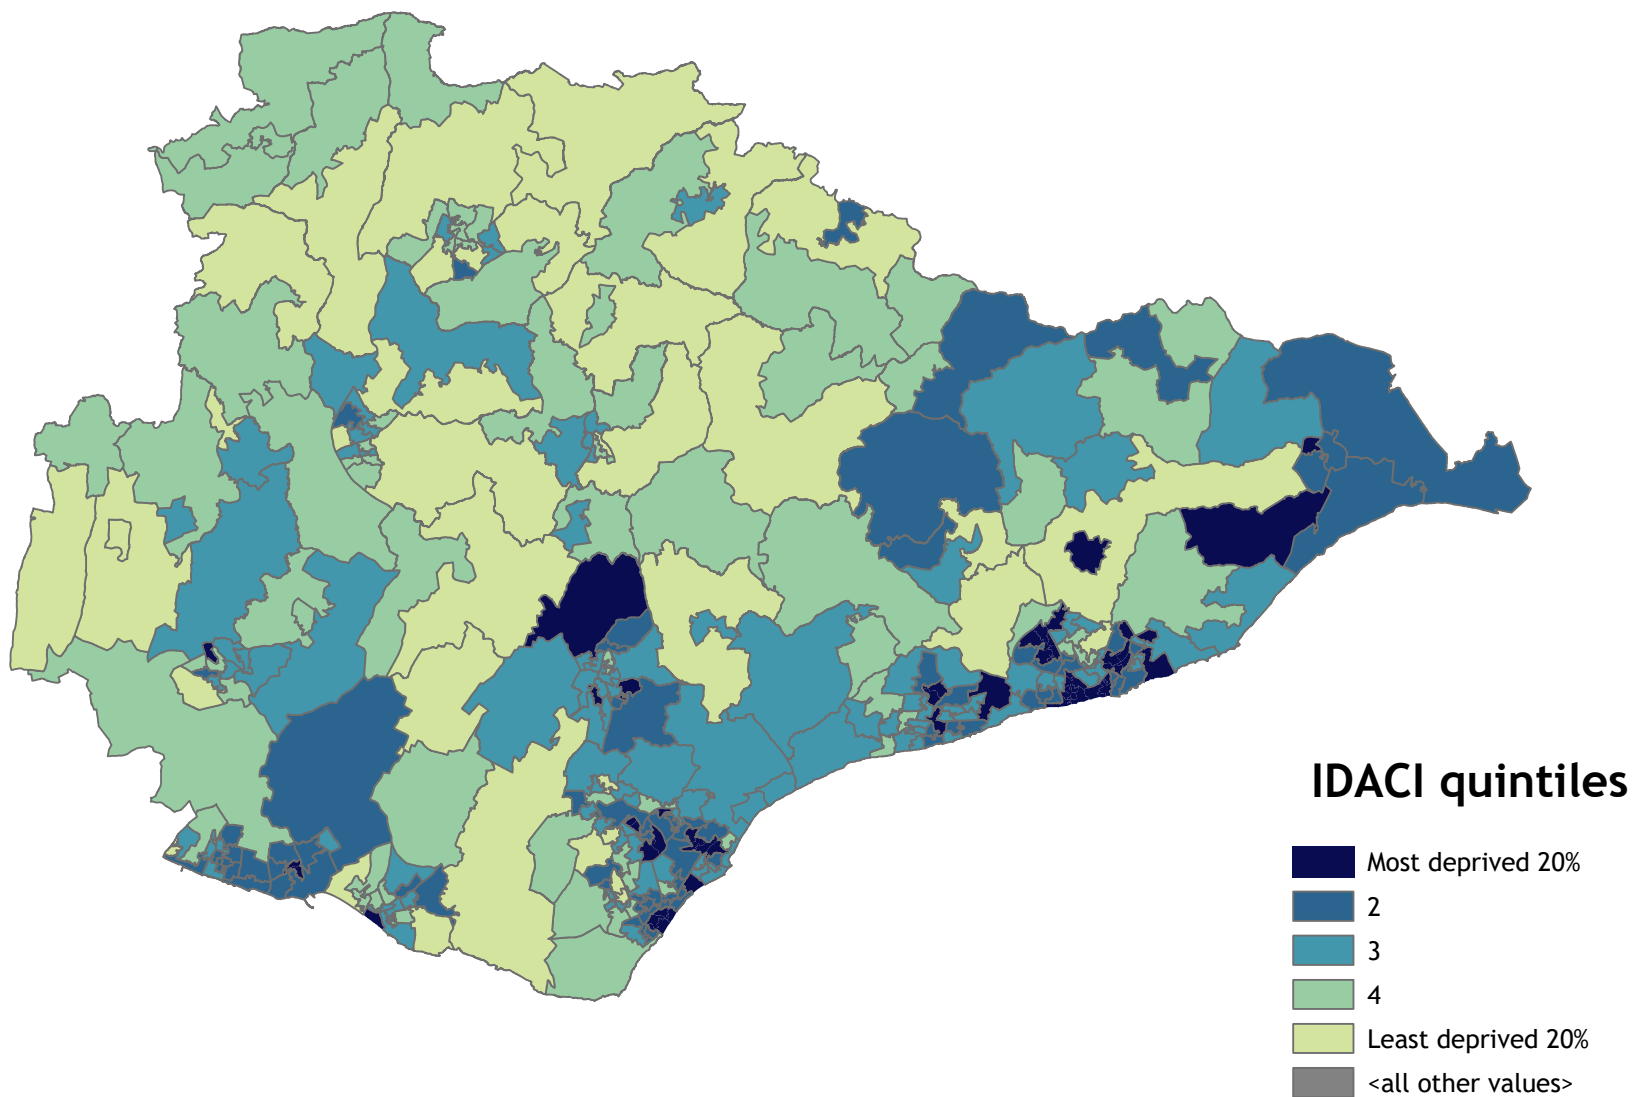 IDACI quintiles
Most deprived 20%
2
3
4
Least deprived 20%
<all other values>